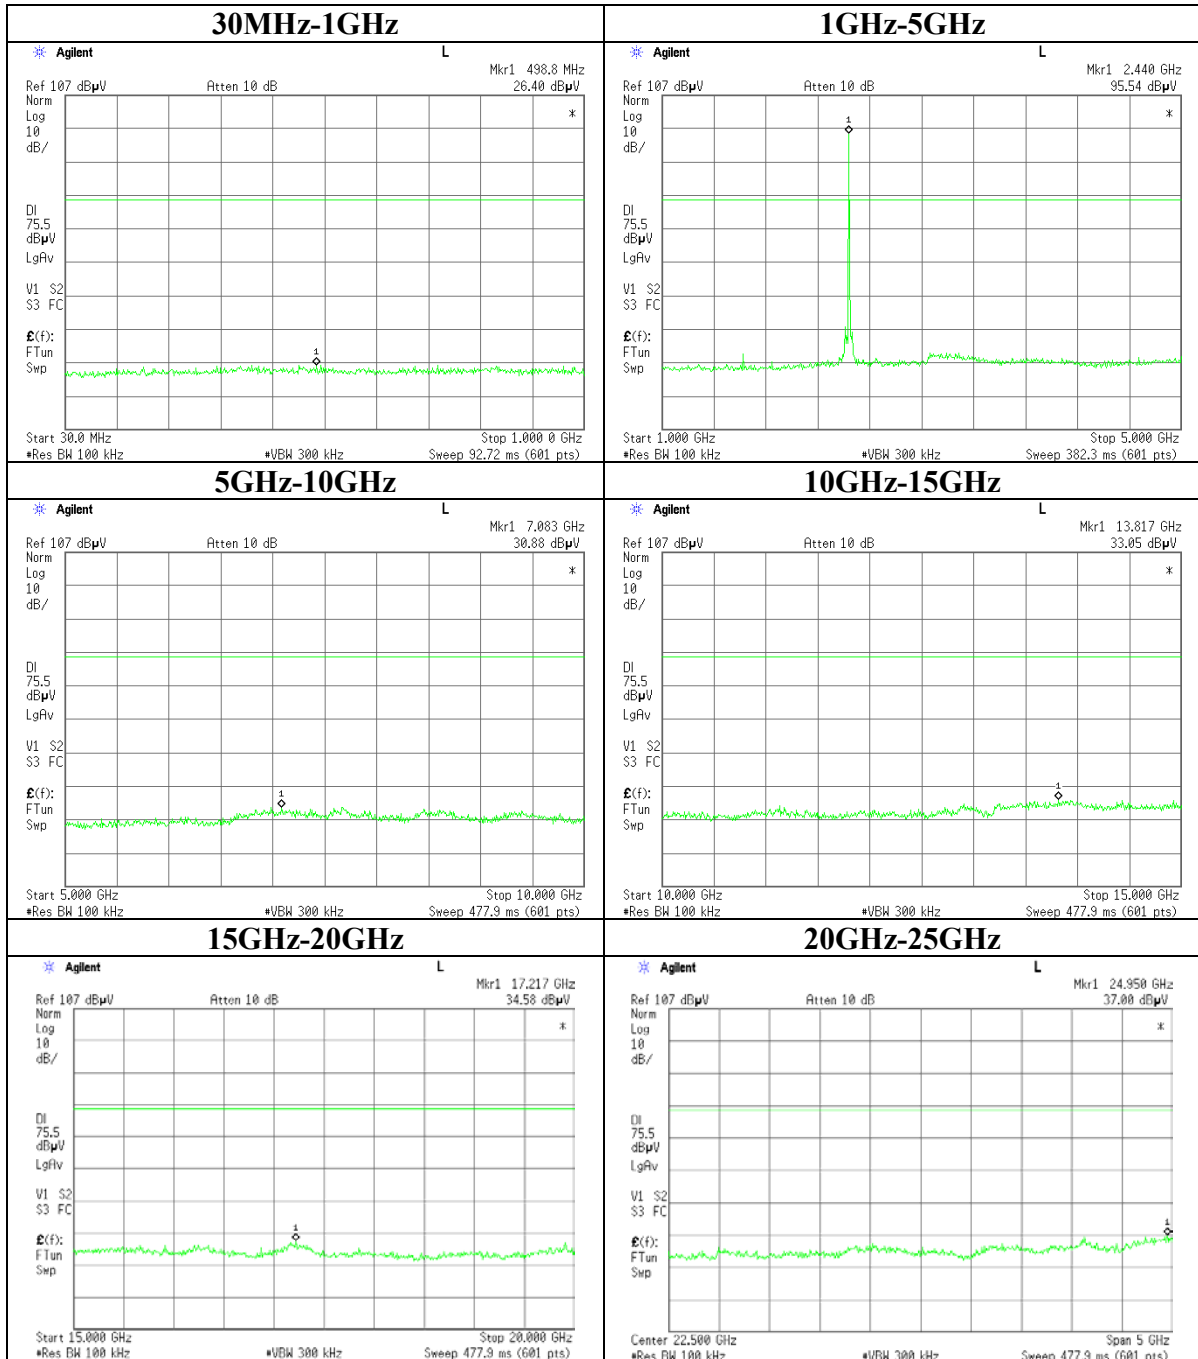 30MHz-1GHz
Agilent L
Mkr1 498.8 MHz
Ref 107 dBµV Atten 10 dB 26.40 dBµV
Norm
Log
10
dB/
*
1
DI
75.5
dBµV
LgAv
V1 S2
S3 FC
£(f):
FTun
Swp
Start 30.0 MHz Stop 1.000 0 GHz
#Res BW 100 kHz #VBW 300 kHz Sweep 92.72 ms (601 pts)
1GHz-5GHz
Agilent L
Mkr1 2.440 GHz
Ref 107 dBµV Atten 10 dB 95.54 dBµV
Norm
Log
10
dB/
*
1
DI
75.5
dBµV
LgAv
V1 S2
S3 FC
£(f):
FTun
Swp
Start 1.000 GHz Stop 5.000 GHz
#Res BW 100 kHz #VBW 300 kHz Sweep 382.3 ms (601 pts)
5GHz-10GHz
Agilent L
Mkr1 7.083 GHz
Ref 107 dBµV Atten 10 dB 30.88 dBµV
Norm
Log
10
dB/
*
1
DI
75.5
dBµV
LgAv
V1 S2
S3 FC
£(f):
FTun
Swp
Start 5.000 GHz Stop 10.000 GHz
#Res BW 100 kHz #VBW 300 kHz Sweep 477.9 ms (601 pts)
10GHz-15GHz
Agilent L
Mkr1 13.817 GHz
Ref 107 dBµV Atten 10 dB 33.05 dBµV
Norm
Log
10
dB/
*
1
DI
75.5
dBµV
LgAv
V1 S2
S3 FC
£(f):
FTun
Swp
Start 10.000 GHz Stop 15.000 GHz
#Res BW 100 kHz #VBW 300 kHz Sweep 477.9 ms (601 pts)
15GHz-20GHz
Agilent L
Mkr1 17.217 GHz
Ref 107 dBµV Atten 10 dB 34.58 dBµV
Norm
Log
10
dB/
*
1
DI
75.5
dBµV
LgAv
V1 S2
S3 FC
£(f):
FTun
Swp
Start 15.000 GHz Stop 20.000 GHz
#Res BW 100 kHz #VBW 300 kHz Sweep 477.9 ms (601 pts)
20GHz-25GHz
Agilent L
Mkr1 24.950 GHz
Ref 107 dBµV Atten 10 dB 37.00 dBµV
Norm
Log
10
dB/
*
1
DI
75.5
dBµV
LgAv
V1 S2
S3 FC
£(f):
FTun
Swp
Center 22.500 GHz Span 5 GHz
#Res BW 100 kHz #VBW 300 kHz Sweep 477.9 ms (601 pts)